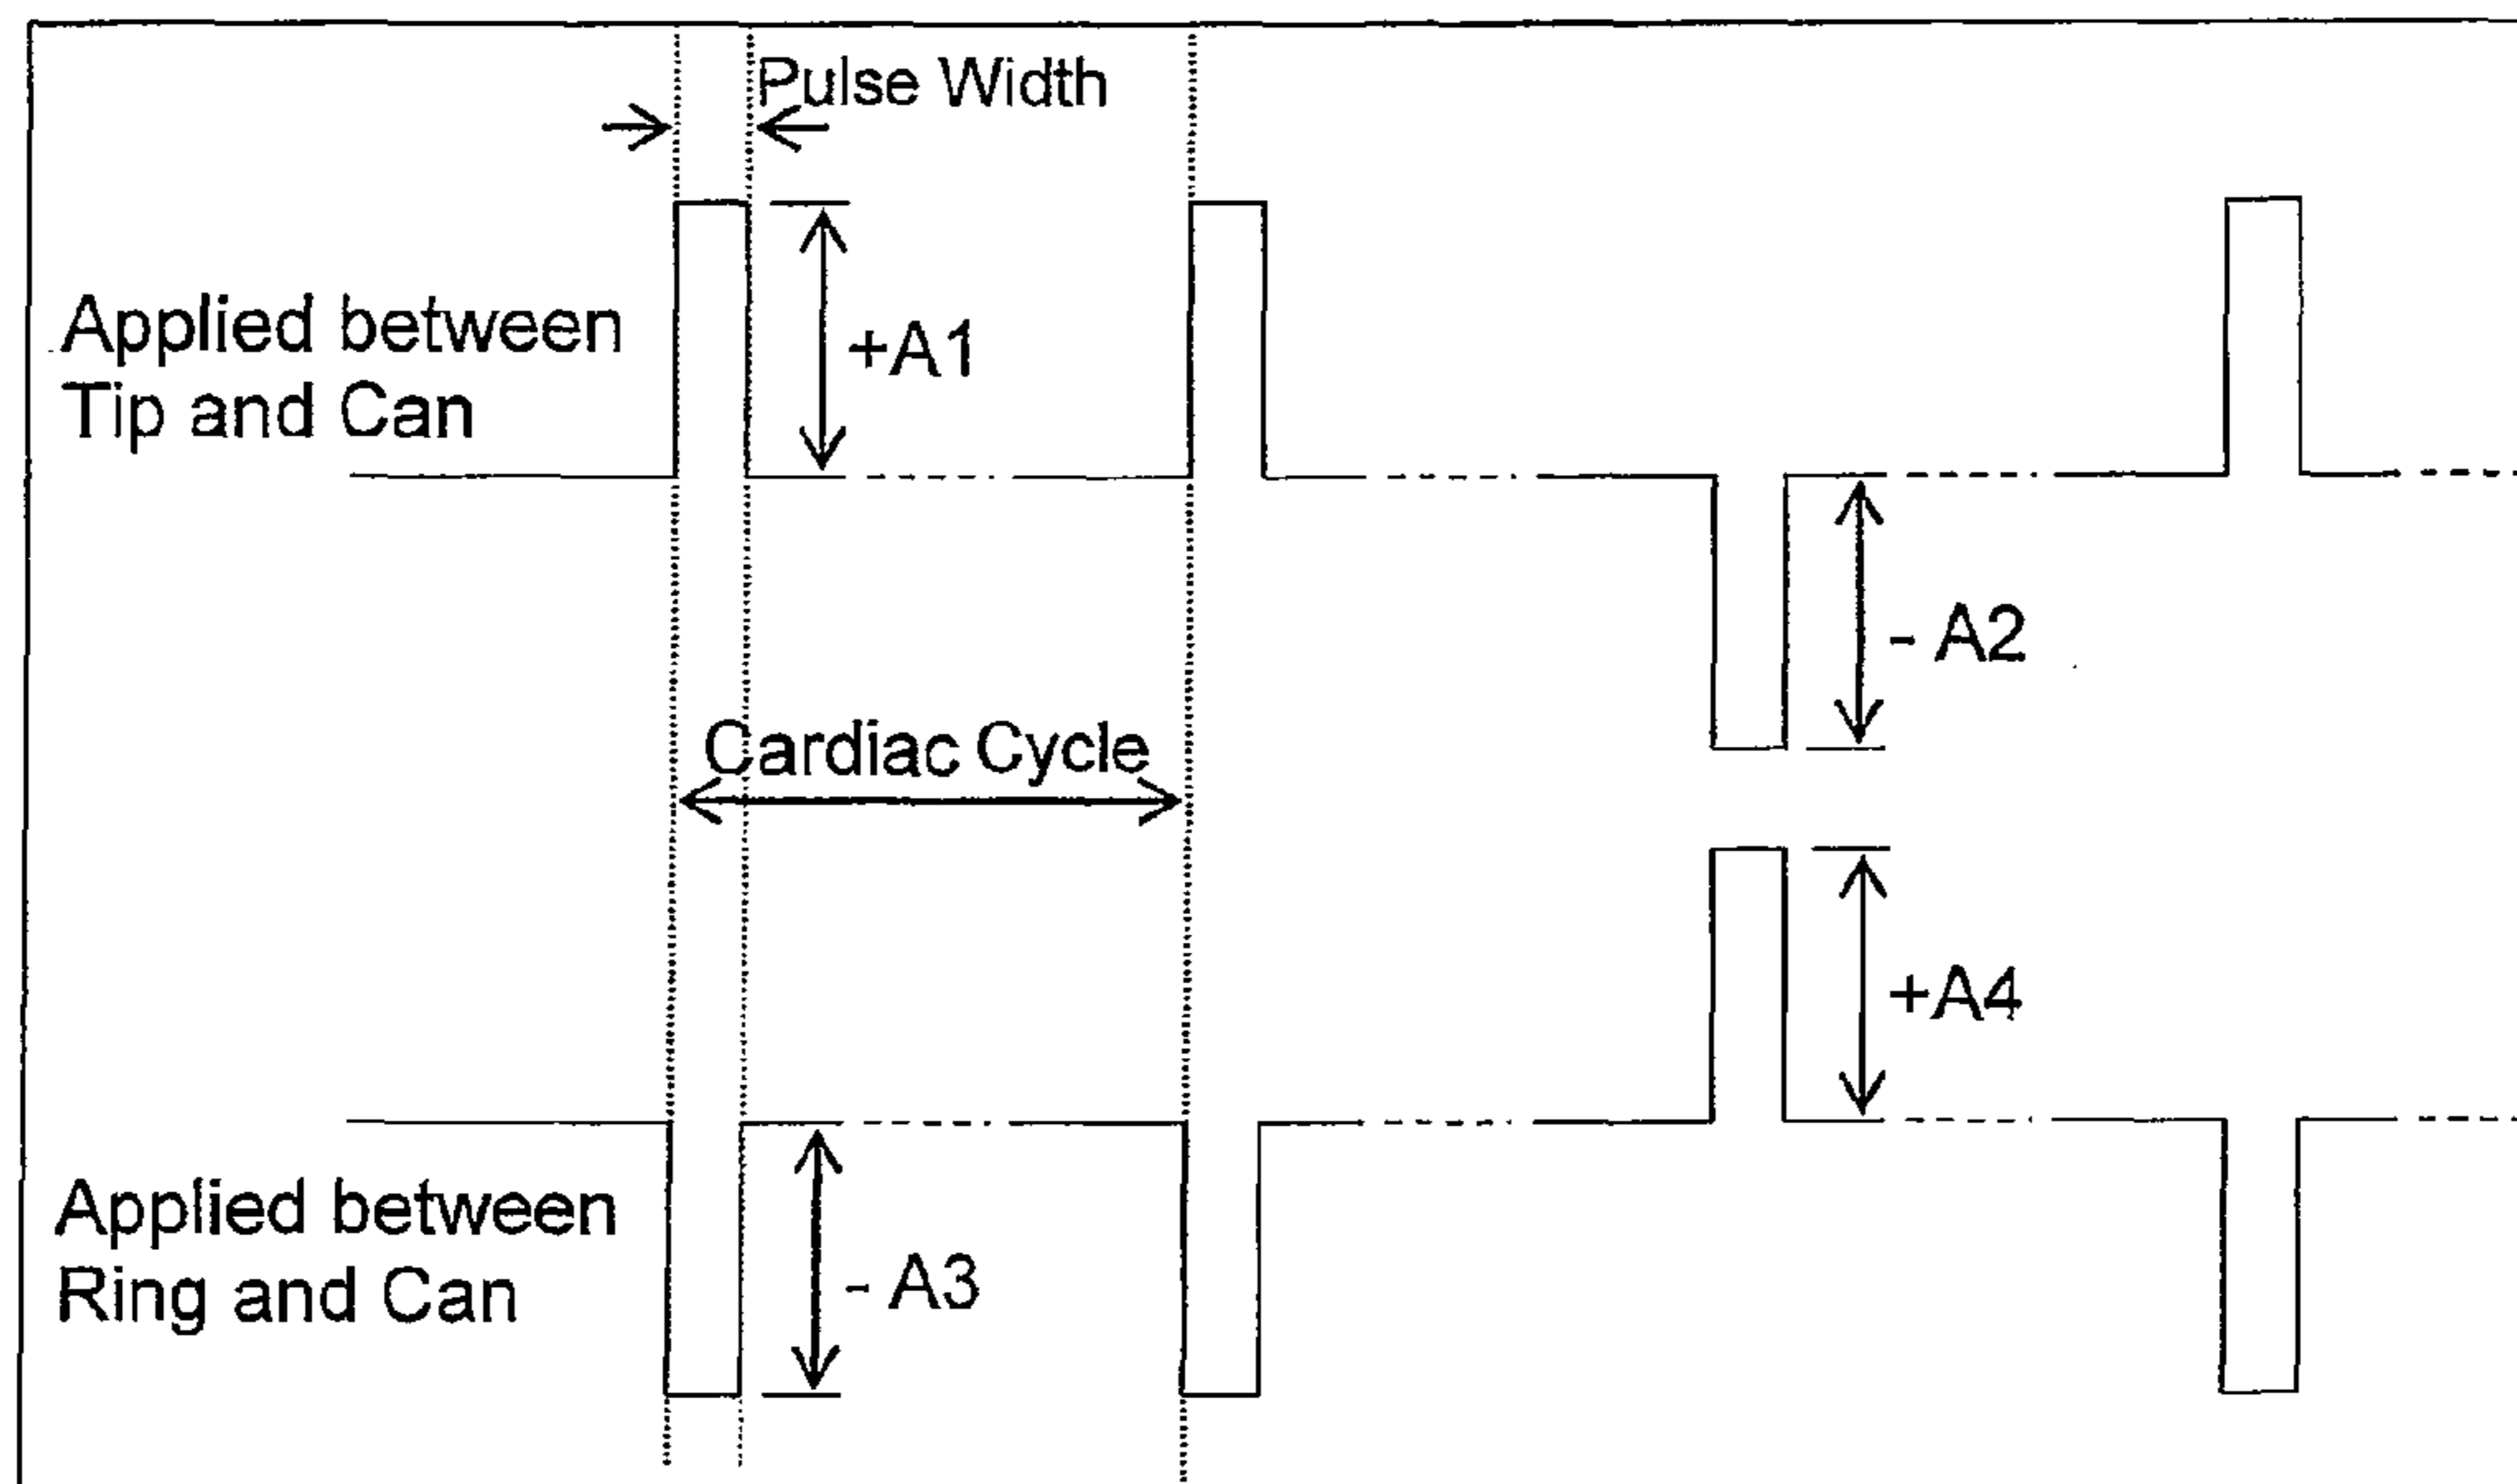 Pulse Width
Applied between
Tip and Can
+A1
- A2
Cardiac Cycle
+A4
Applied between
Ring and Can
- A3